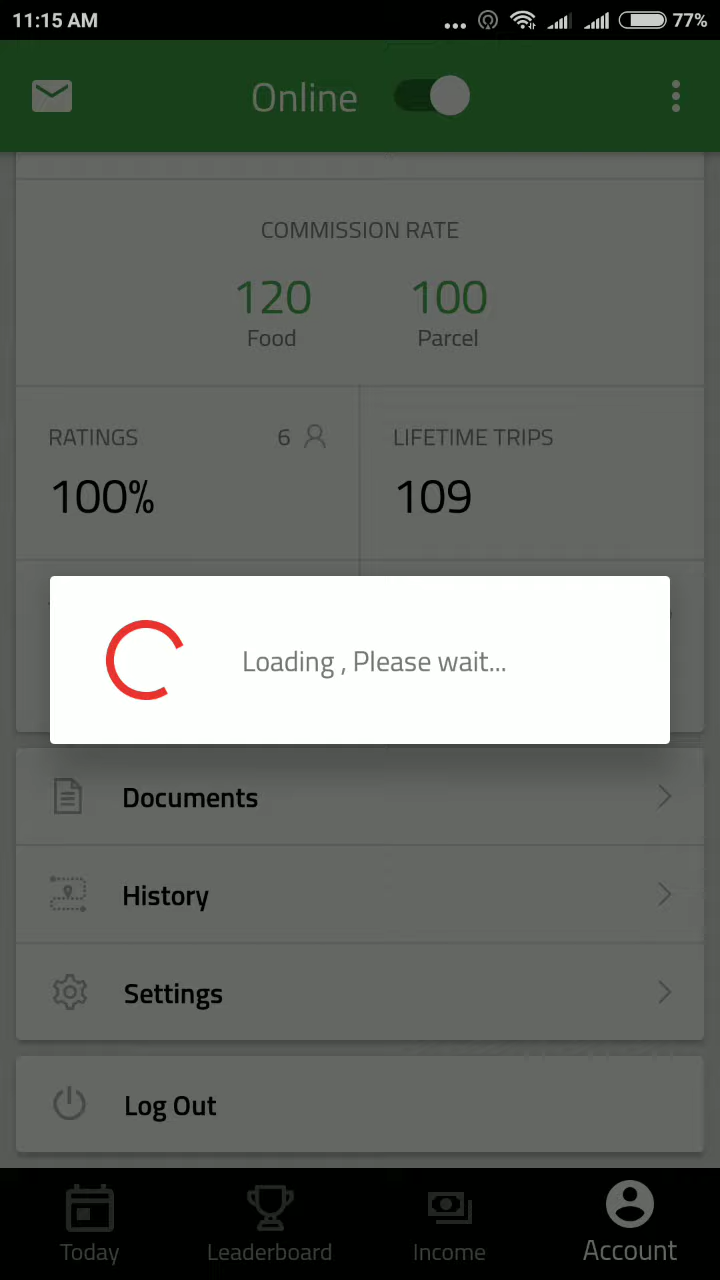 11:15 AM
77%
Online
COMMISSION RATE
120 100
Food Parcel
RATINGS 6 LIFETIME TRIPS
100% 109
Loading , Please wait...
Documents
History
Settings
Log Out
Today Leaderboard Income Account